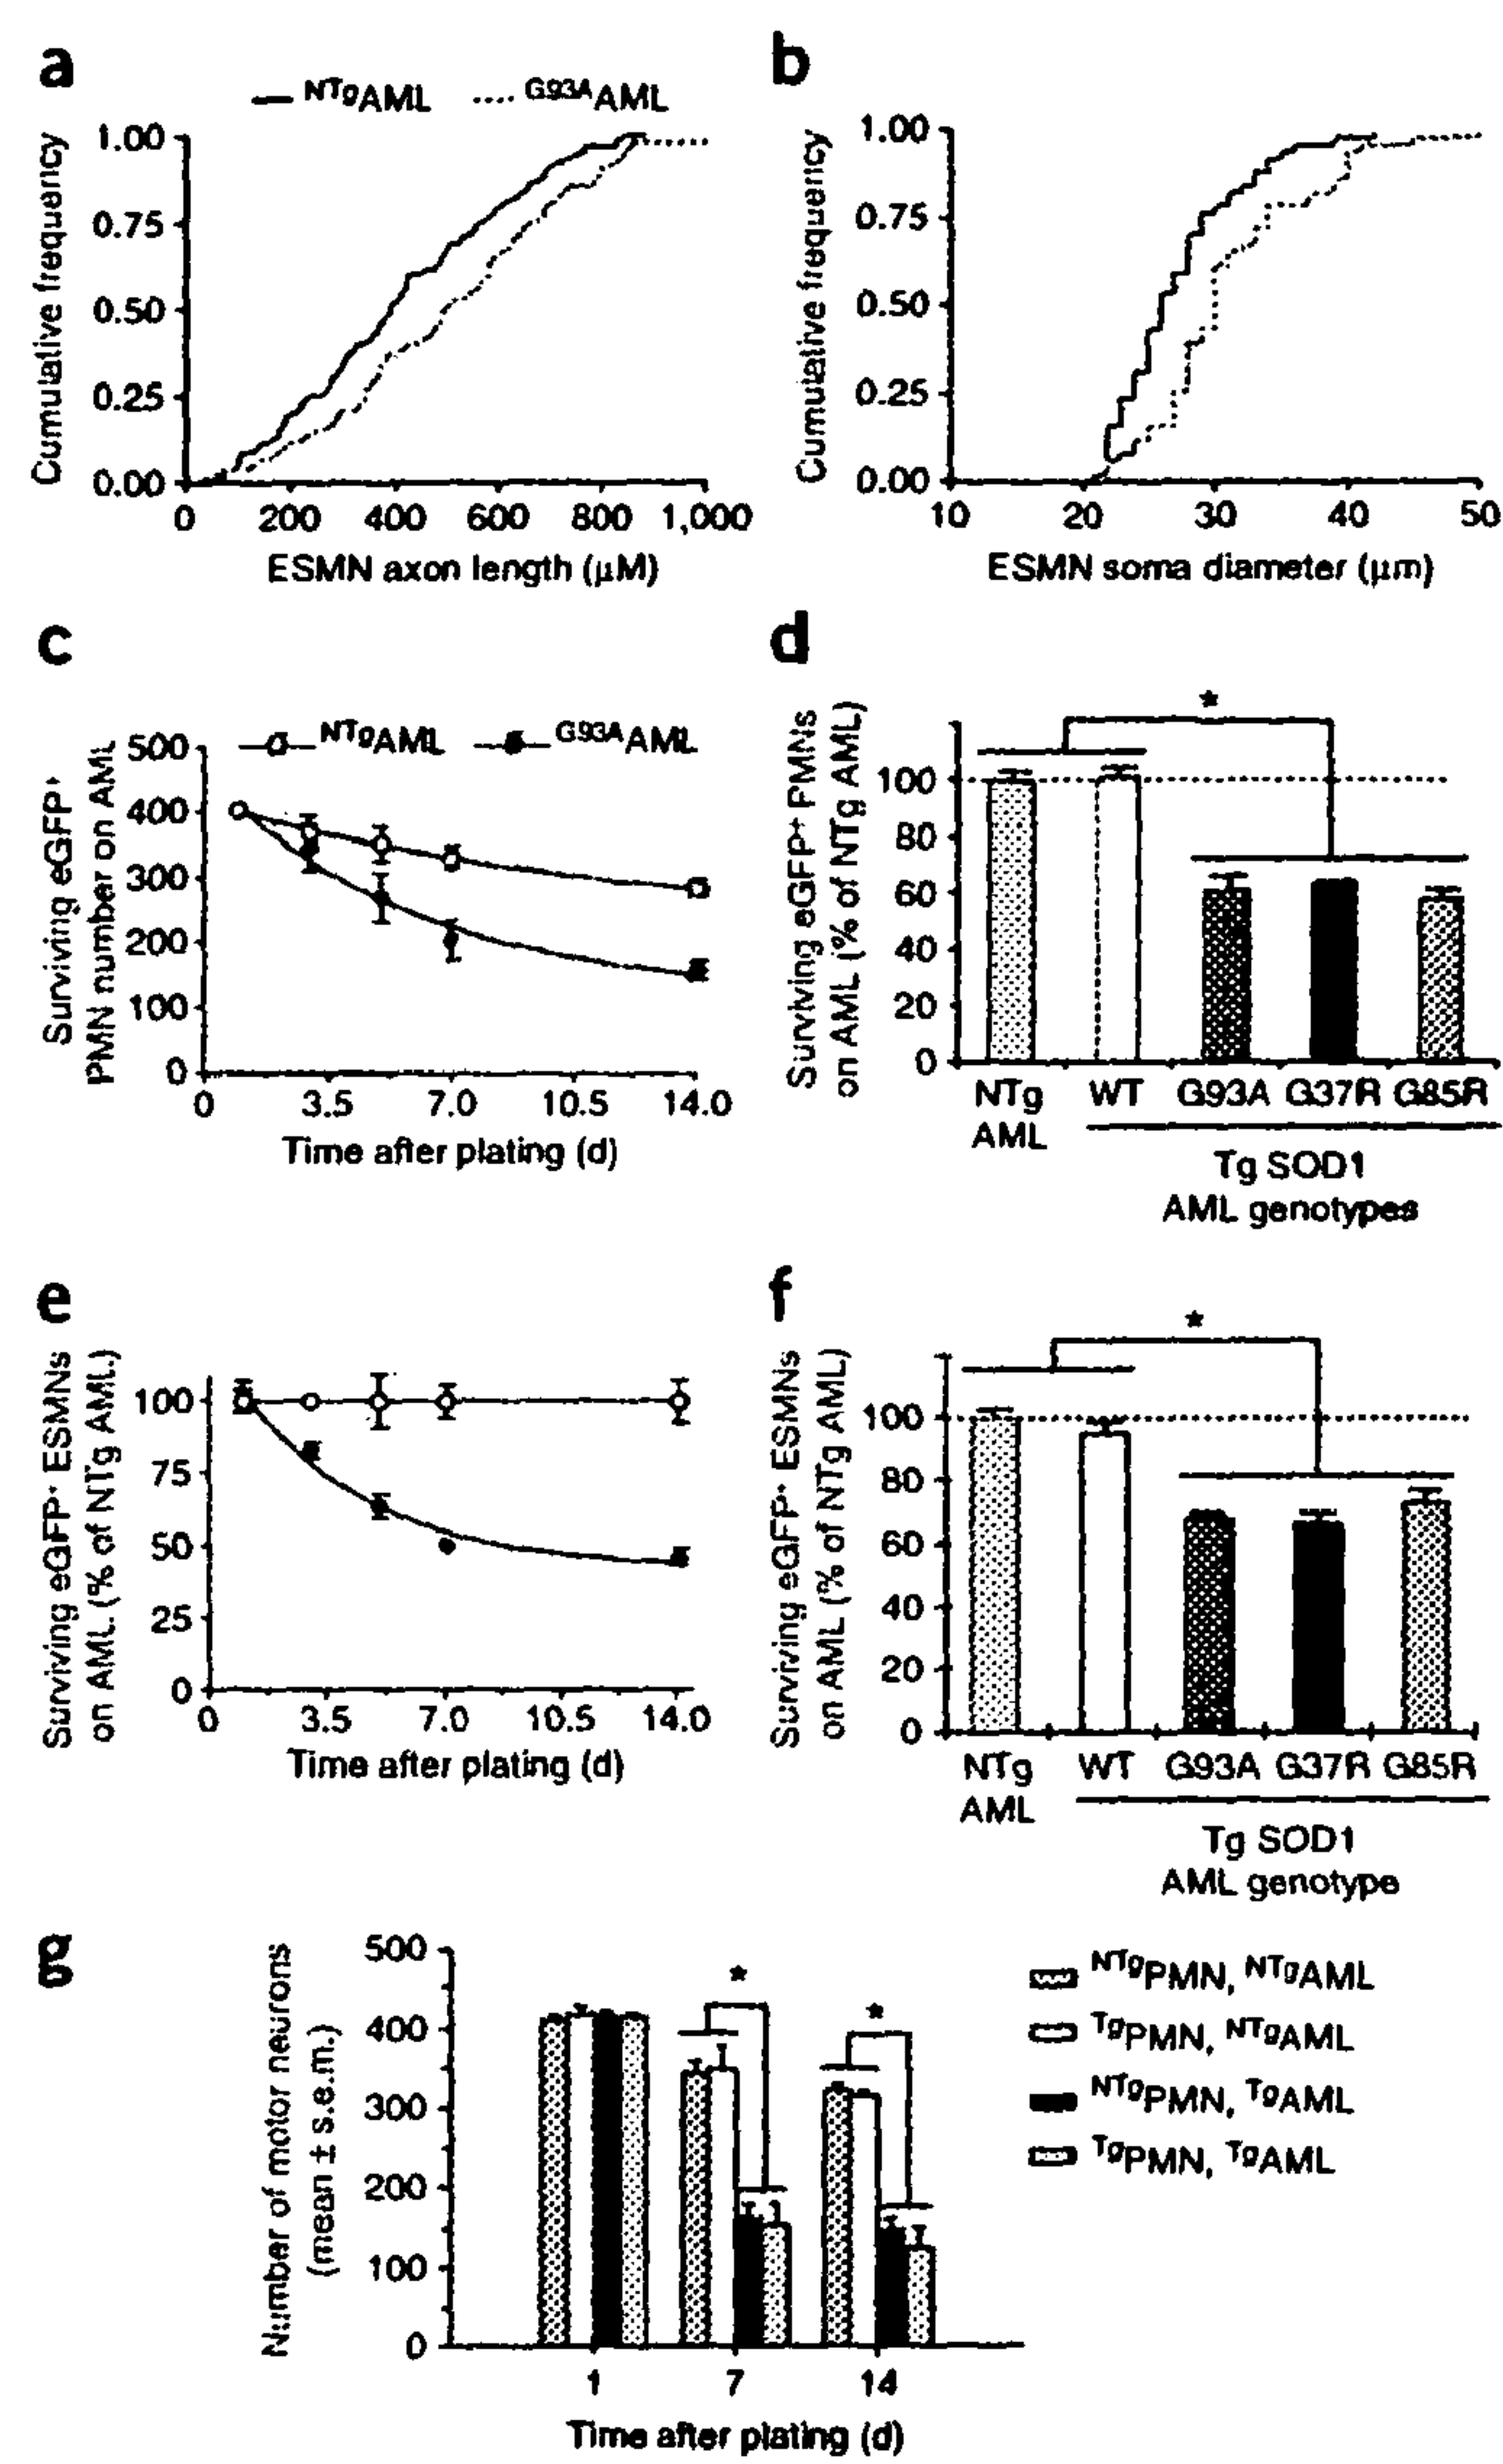 a
b
NTgAML G93AAML
Cumulative frequency
1.00
0.75
0.50
0.25
0.00
0 200 400 600 800 1,000
ESMN axon length (μM)
Cumulative frequency
1.00
0.75
0.50
0.25
0.00
10 20 30 40 50
ESMN soma diameter (μm)
c
NTgAML G93AAML
Surviving eGFP+
PMN number on AML
500
400
300
200
100
0
0 3.5 7.0 10.5 14.0
Time after plating (d)
d
*
Surviving eGFP+ PMNs
on AML (% of NTg AML)
100
80
60
40
20
0
NTg WT G93A G37R G85R
AML
Tg SOD1
AML genotypes
e
Surviving eGFP+ ESMNs
on AML (% of NTg AML)
100
75
50
25
0
0 3.5 7.0 10.5 14.0
Time after plating (d)
f
*
Surviving eGFP+ ESMNs
on AML (% of NTg AML)
100
80
60
40
20
0
NTg WT G93A G37R G85R
AML
Tg SOD1
AML genotype
g
Number of motor neurons
(mean ± s.e.m.)
500
400
300
200
100
0
* *
1 7 14
Time after plating (d)
NTgPMN, NTgAML
TgPMN, NTgAML
NTgPMN, TgAML
TgPMN, TgAML